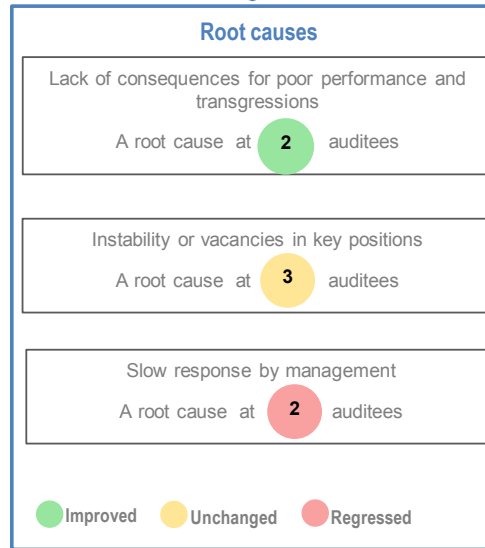 Root causes
Lack of consequences for poor performance and
transgressions
A root cause at 2 auditees
Instability or vacancies in key positions
A root cause at 3 auditees
Slow response by management
A root cause at 2 auditees
Improved Unchanged Regressed